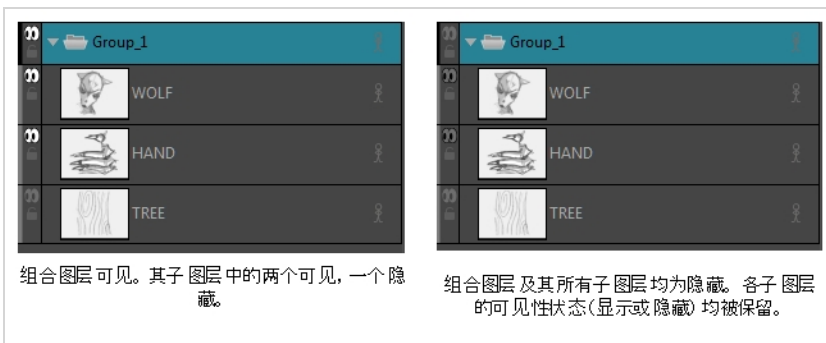 Group_1
WOLF
HAND
TREE
组合图层可见。其子图层中的两个可见,一个隐
藏。
Group_1
WOLF
HAND
TREE
组合图层及其所有子图层均为隐藏。各子图层
的可见性状态(显示或隐藏)均被保留。